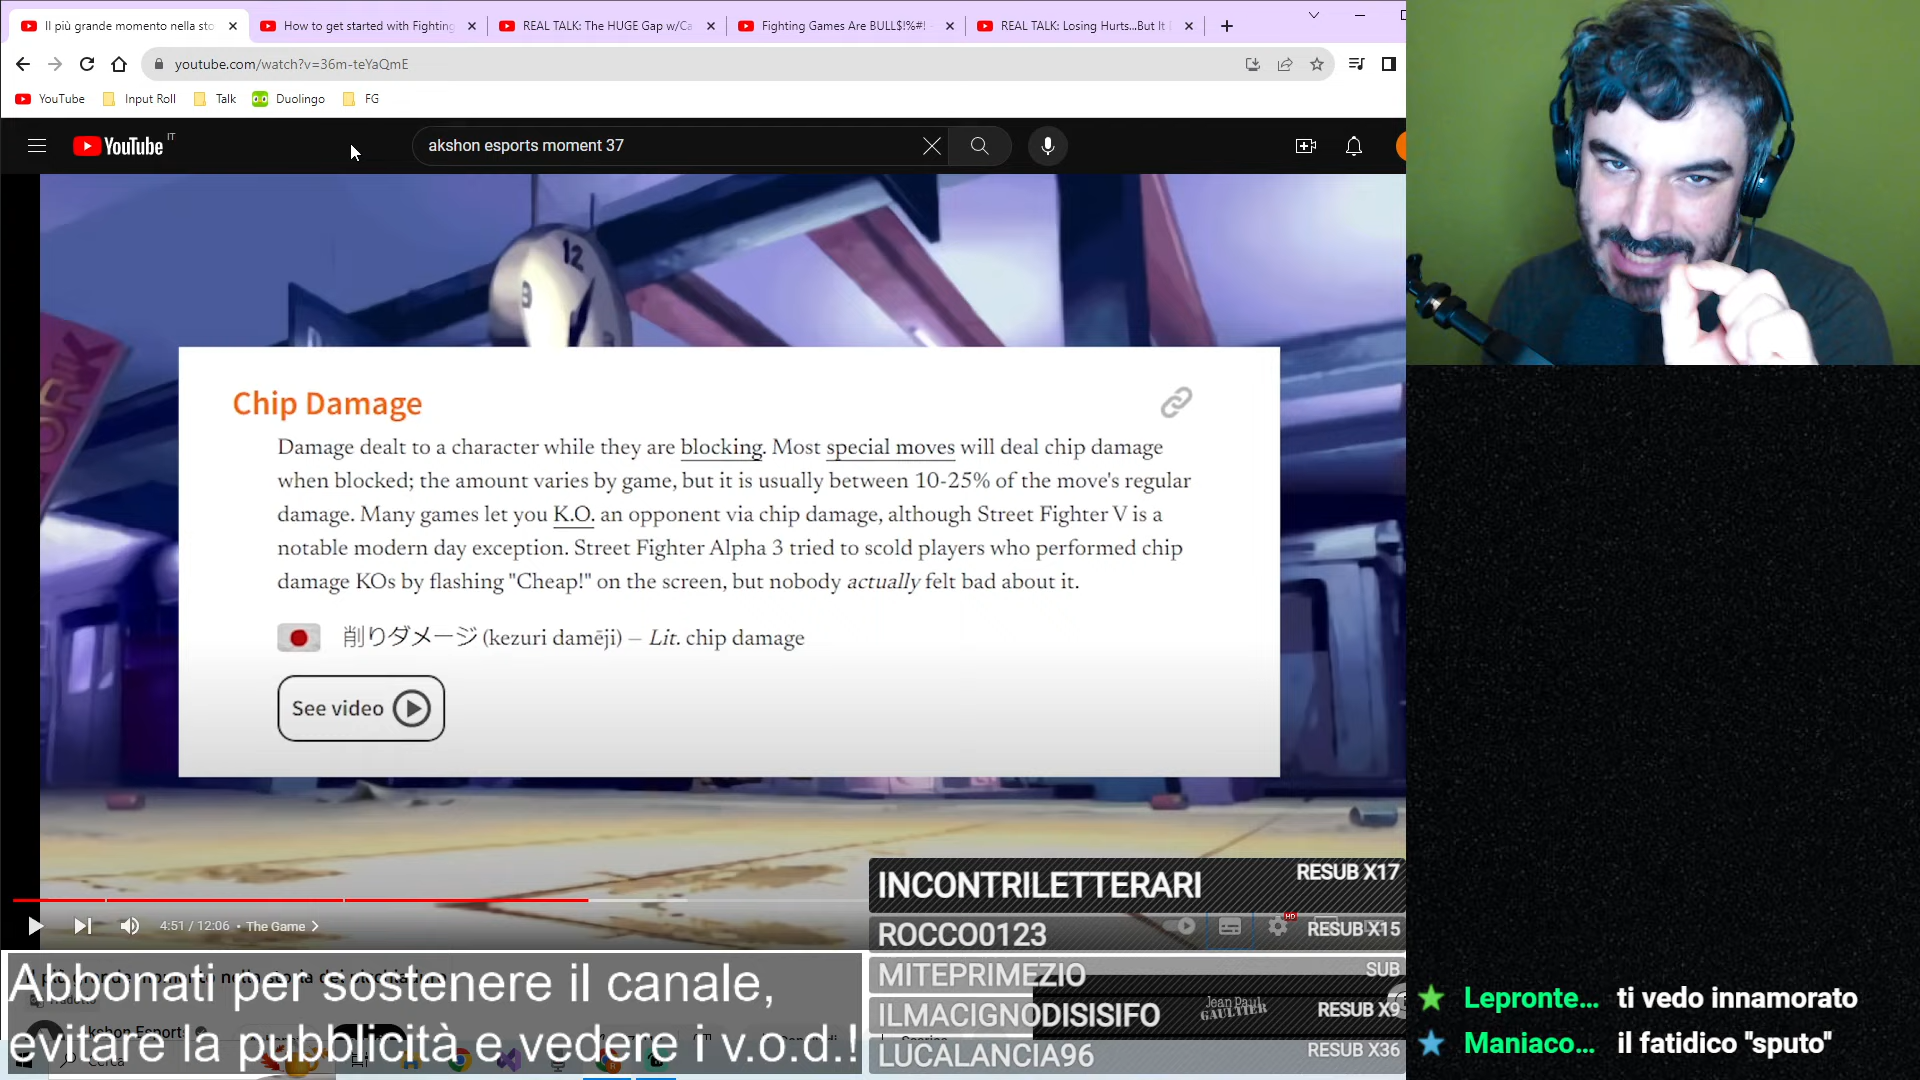 Il più grande momento nella sto
How to get started with Fighting
REAL TALK: The HUGE Gap w/Ca
Fighting Games Are BULL$!%#!
REAL TALK: Losing Hurts...But It
youtube.com/watch?v=36m-teYaQmE
YouTube
Input Roll
Talk
Duolingo
FG
YouTube IT
akshon esports moment 37
12
Chip Damage
Damage dealt to a character while they are blocking. Most special moves will deal chip damage
when blocked; the amount varies by game, but it is usually between 10-25% of the move's regular
damage. Many games let you K.O. an opponent via chip damage, although Street Fighter V is a
notable modern day exception. Street Fighter Alpha 3 tried to scold players who performed chip
damage KOs by flashing "Cheap!" on the screen, but nobody actually felt bad about it.
削りダメージ (kezuri damēji) – Lit. chip damage
See video
4:51 / 12:06 • The Game
HD
INCONTRILETTERARI RESUB X17
ROCCO0123 RESUB X15
MITEPRIMEZIO SUB
ILMACIGNODISISIFO RESUB X9
LUCALANCIA96 RESUB X36
Jean Paul
GAULTIER
Abbonati per sostenere il canale,
evitare la pubblicità e vedere i v.o.d.!
Cerca
Lepronte... ti vedo innamorato
Maniaco... il fatidico "sputo"